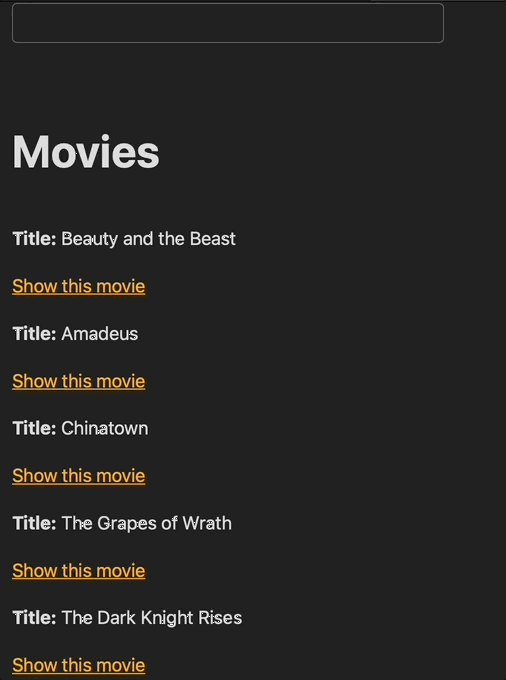 Movies
Title: Beauty and the Beast
Show this movie
Title: Amadeus
Show this movie
Title: Chinatown
Show this movie
Title: The Grapes of Wrath
Show this movie
Title: The Dark Knight Rises
Show this movie